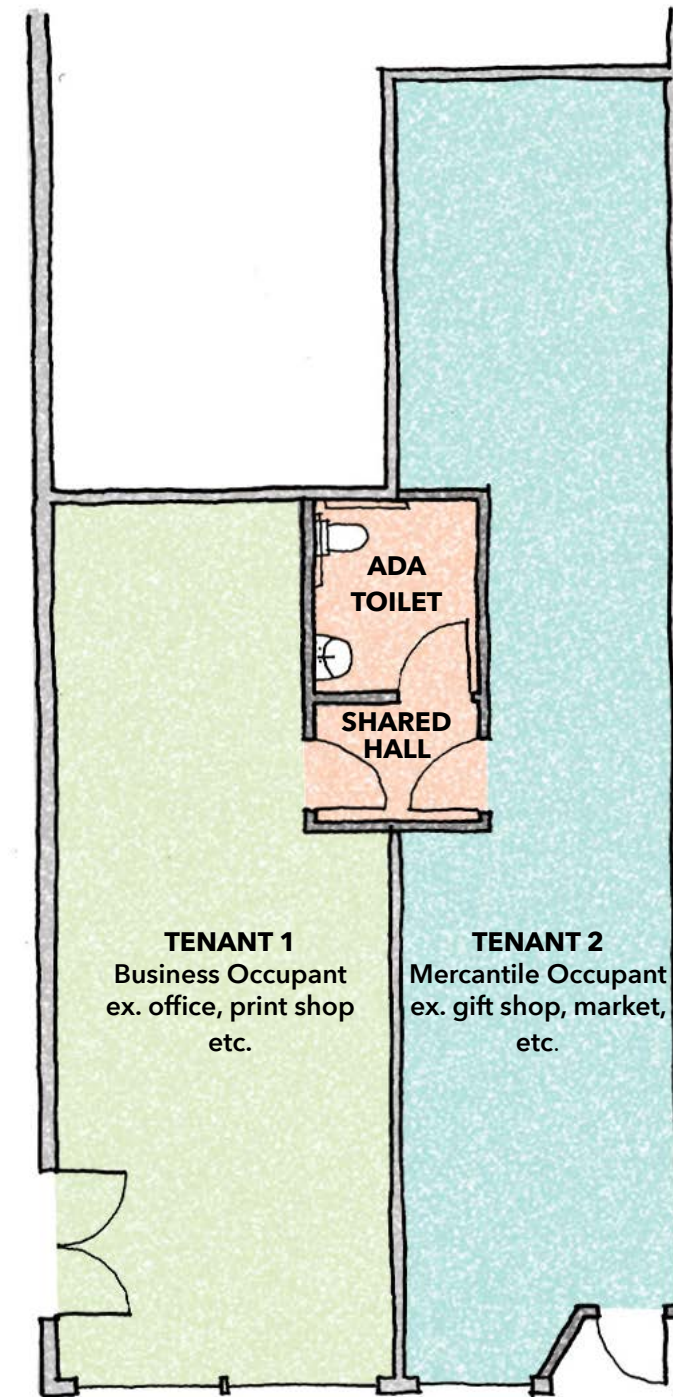 ADA
TOILET
SHARED
HALL
TENANT 1
Business Occupant
ex. office, print shop
etc.
TENANT 2
Mercantile Occupant
ex. gift shop, market,
etc.